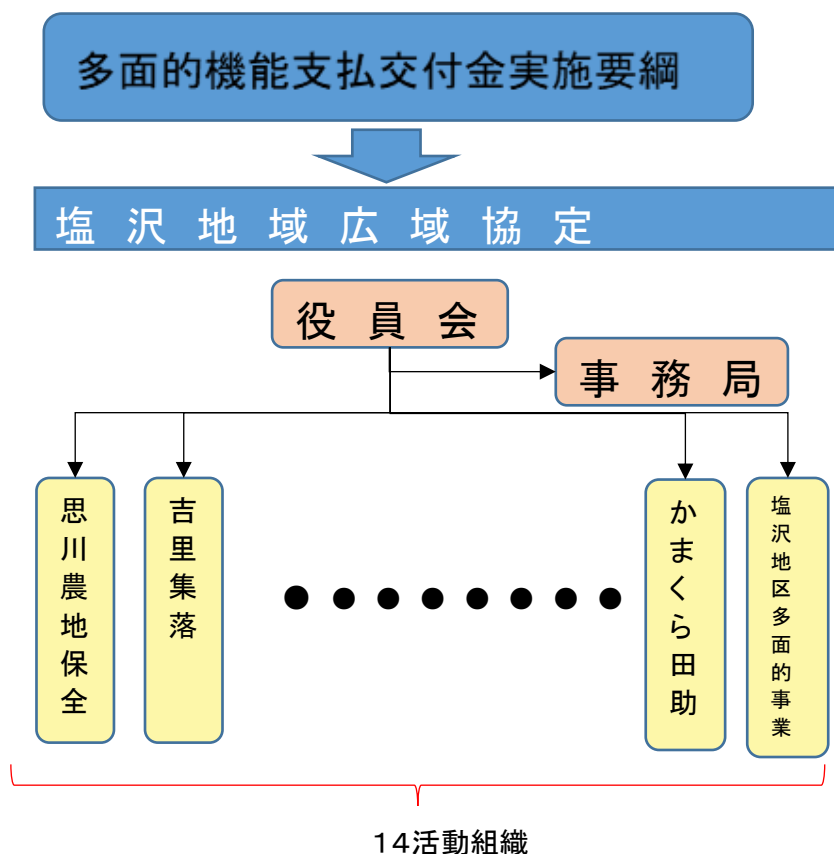 多面的機能支払交付金実施要綱
塩沢地域広域協定
役員会
事務局
思川農地保全
吉里集落
かまくら田助
塩沢地区多面的事業
14活動組織